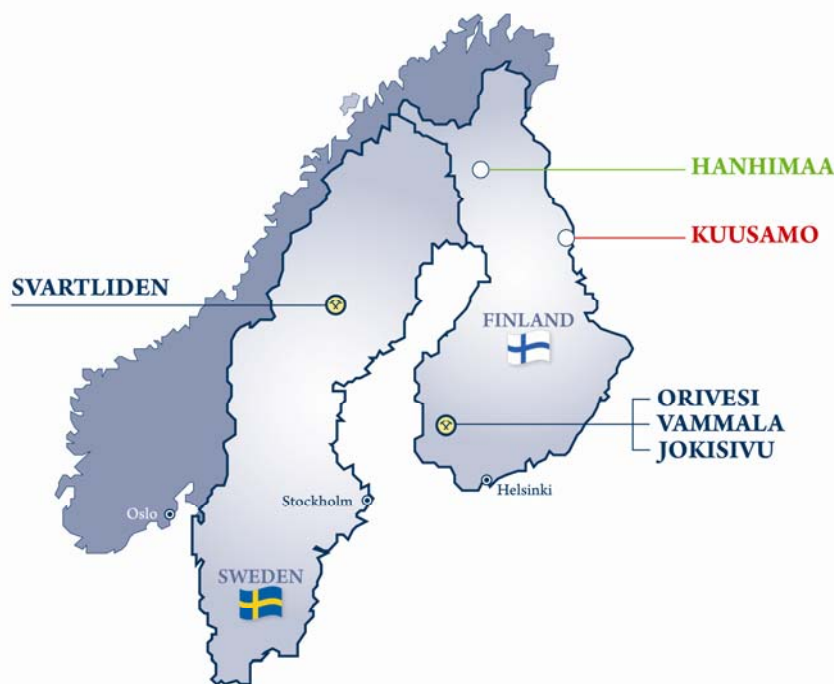 HANHIMAA
KUUSAMO
SVARTLIDEN
FINLAND
ORIVESI
VAMMALA
JOKISIVU
Helsinki
Stockholm
Oslo
SWEDEN